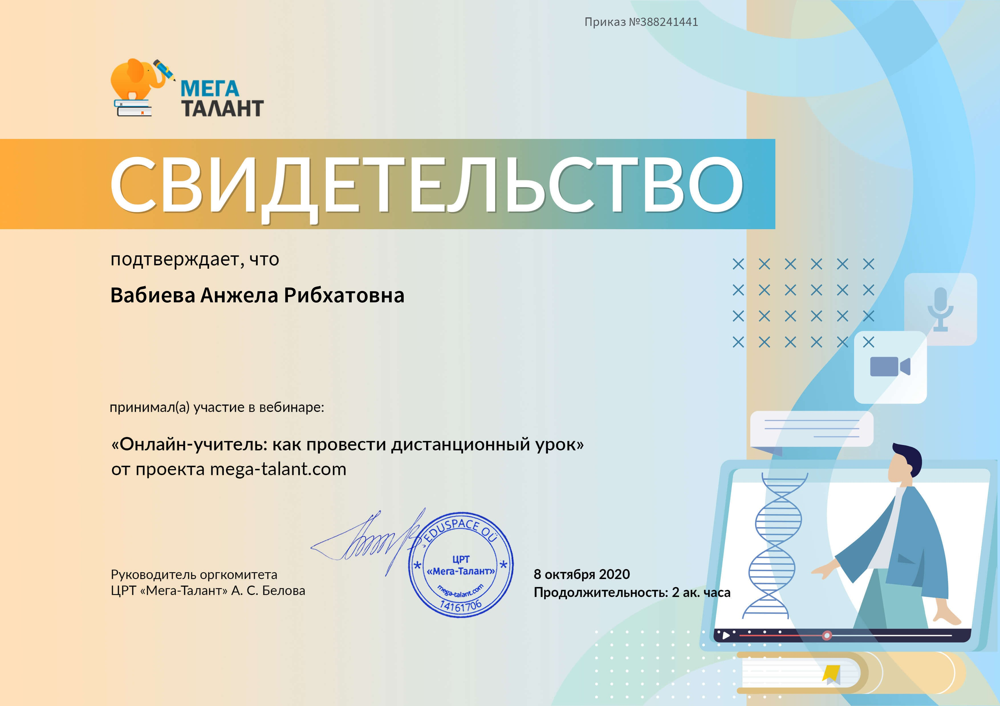 Приказ №388241441
МЕГА
ТАЛАНТ
СВИДЕТЕЛЬСТВО
подтверждает, что
Вабиева Анжела Рибхатовна
принимал(а) участие в вебинаре:
«Онлайн-учитель: как провести дистанционный урок»
от проекта mega-talant.com
Руководитель оргкомитета
ЦРТ «Мега-Талант» А. С. Белова
EDUSPACE OÜ
ЦРТ
«Мега-Талант»
mega-talant.com
14161706
8 октября 2020
Продолжительность: 2 ак. часа